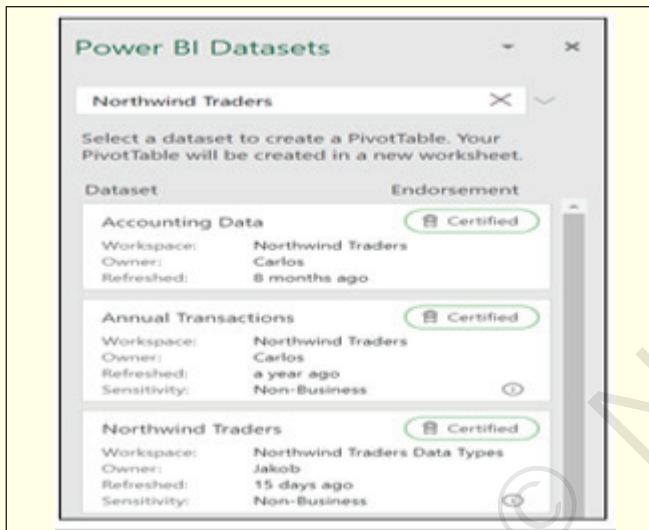 Power BI Datasets
Northwind Traders
Select a dataset to create a PivotTable. Your
PivotTable will be created in a new worksheet.
Dataset Endorsement
Accounting Data Certified
Workspace: Northwind Traders
Owner: Carlos
Refreshed: 8 months ago
Annual Transactions Certified
Workspace: Northwind Traders
Owner: Carlos
Refreshed: a year ago
Sensitivity: Non-Business
Northwind Traders Certified
Workspace: Northwind Traders Data Types
Owner: Jakob
Refreshed: 15 days ago
Sensitivity: Non-Business
©